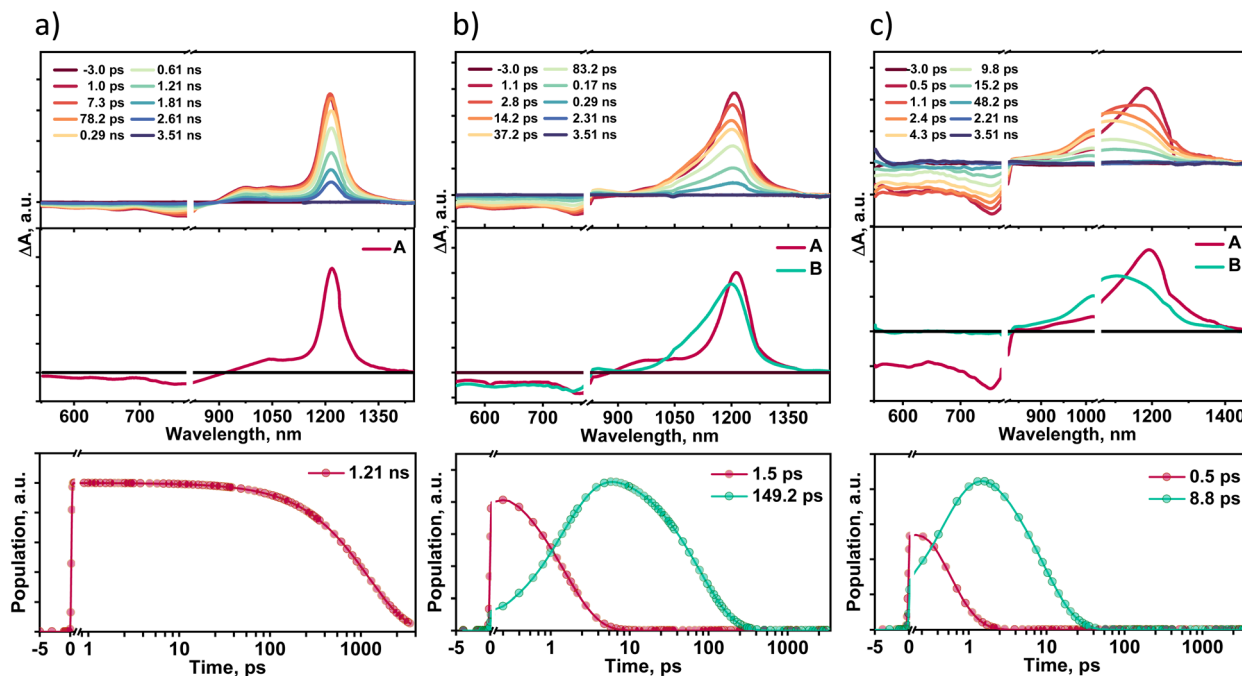 a)
b)
c)
-3.0 ps 0.61 ns
1.0 ps 1.21 ns
7.3 ps 1.81 ns
78.2 ps 2.61 ns
0.29 ns 3.51 ns
-3.0 ps 83.2 ps
1.1 ps 0.17 ns
2.8 ps 0.29 ns
14.2 ps 2.31 ns
37.2 ps 3.51 ns
-3.0 ps 9.8 ps
0.5 ps 15.2 ps
1.1 ps 48.2 ps
2.4 ps 2.21 ns
4.3 ps 3.51 ns
ΔA, a.u.
ΔA, a.u.
ΔA, a.u.
A
A
B
A
B
550 700 900 1050 1200 1350
Wavelength, nm
550 700 900 1050 1200 1350
Wavelength, nm
600 700 900 1000 1200 1400
Wavelength, nm
Population, a.u.
1.21 ns
Population, a.u.
1.5 ps
149.2 ps
Population, a.u.
0.5 ps
8.8 ps
-5 0 1 10 100 1000
Time, ps
-5 0 1 10 100 1000
Time, ps
-5 0 1 10 100 1000
Time, ps